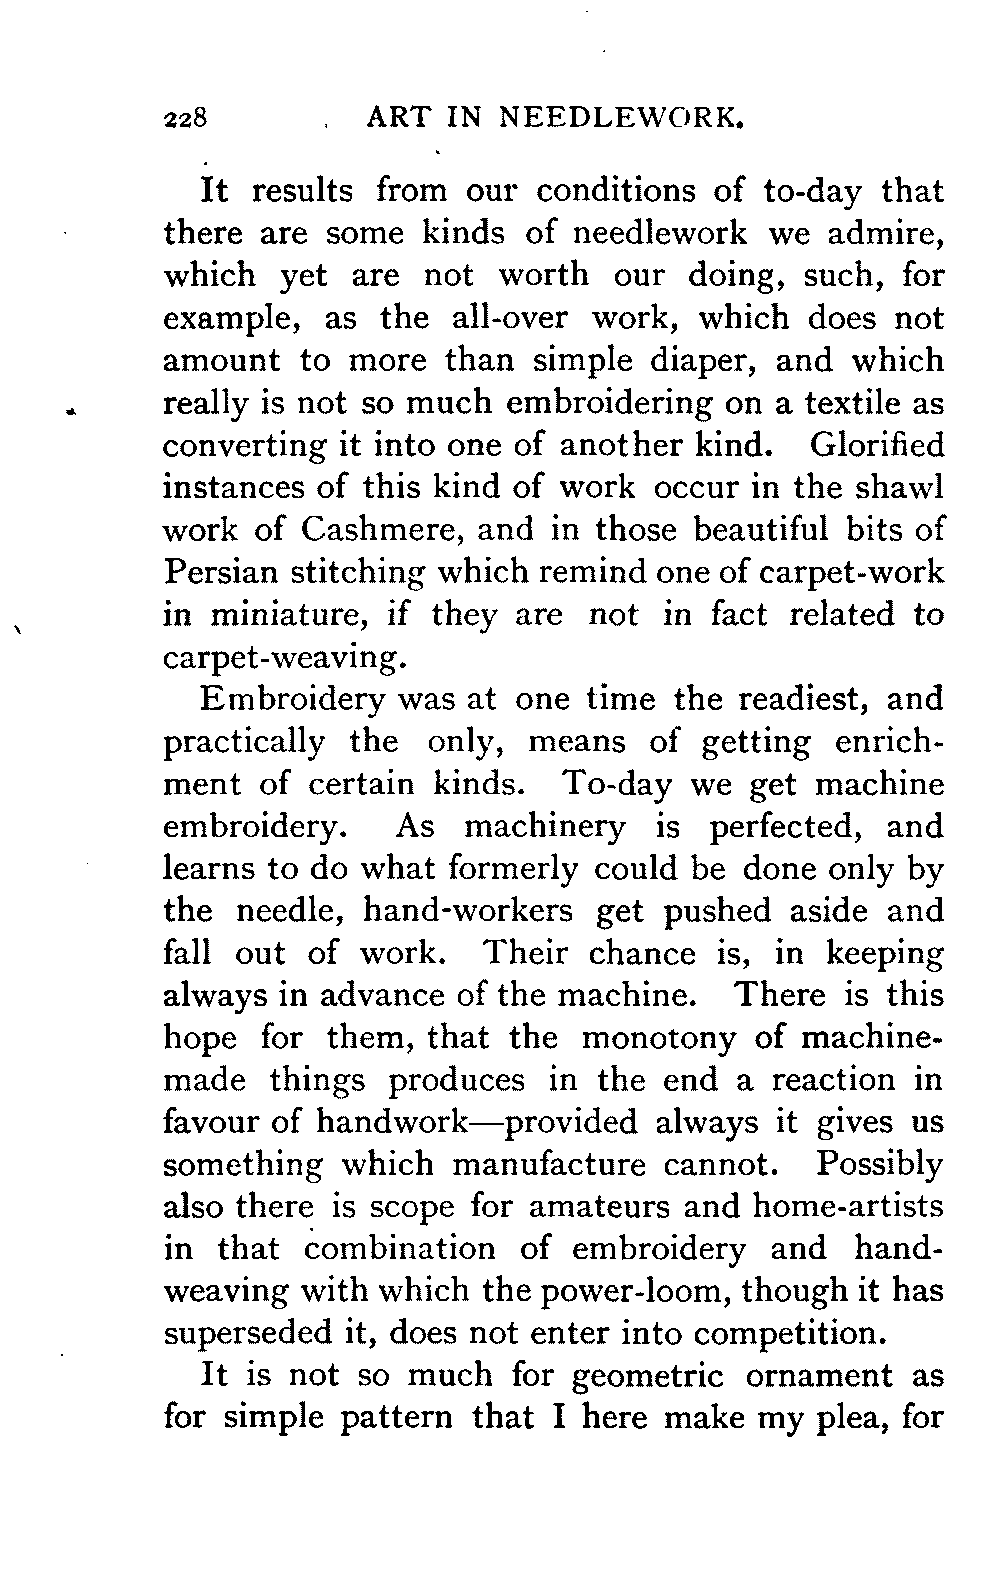 228 ART IN NEEDLEWORK.
It results from our conditions of to-day that
there are some kinds of needlework we admire,
which yet are not worth our doing, such, for
example, as the all-over work, which does not
amount to more than simple diaper, and which
really is not so much embroidering on a textile as
converting it into one of another kind. Glorified
instances of this kind of work occur in the shawl
work of Cashmere, and in those beautiful bits of
Persian stitching which remind one of carpet-work
in miniature, if they are not in fact related to
carpet-weaving.
Embroidery was at one time the readiest, and
practically the only, means of getting enrich-
ment of certain kinds. To-day we get machine
embroidery. As machinery is perfected, and
learns to do what formerly could be done only by
the needle, hand-workers get pushed aside and
fall out of work. Their chance is, in keeping
always in advance of the machine. There is this
hope for them, that the monotony of machine-
made things produces in the end a reaction in
favour of handwork—provided always it gives us
something which manufacture cannot. Possibly
also there is scope for amateurs and home-artists
in that combination of embroidery and hand-
weaving with which the power-loom, though it has
superseded it, does not enter into competition.
It is not so much for geometric ornament as
for simple pattern that I here make my plea, for